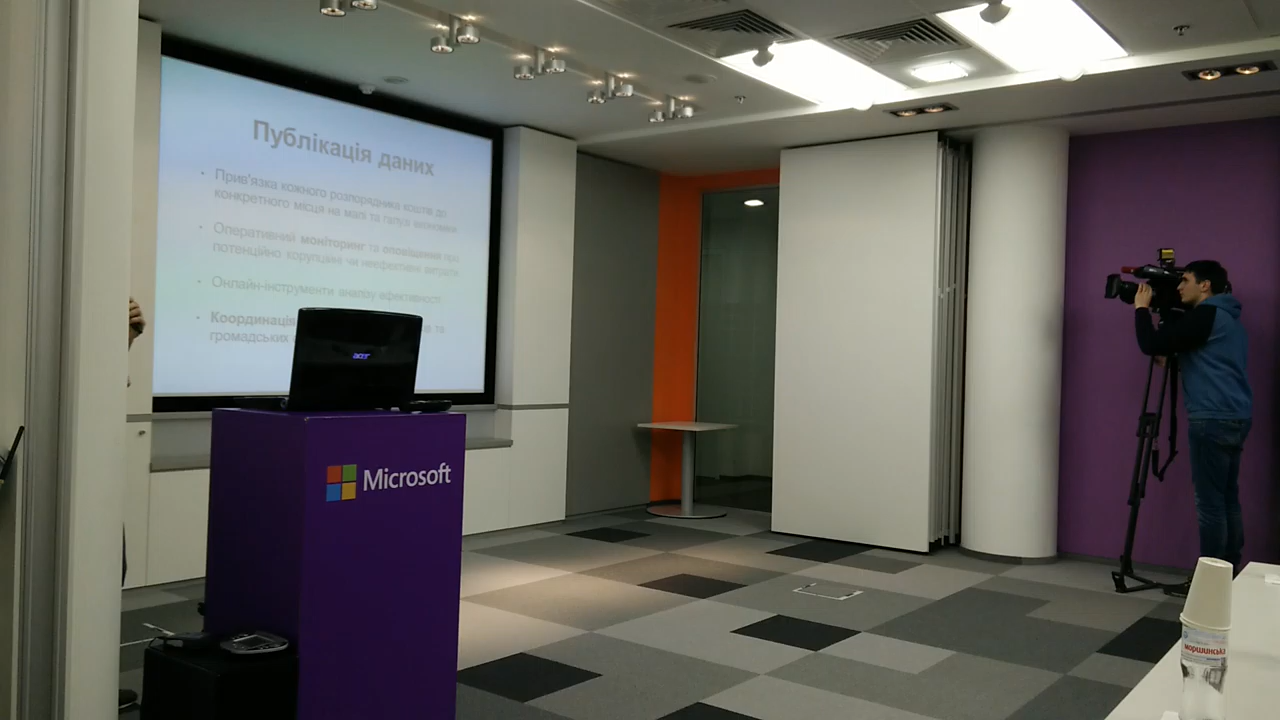 Публікація даних
Прив'язка кожного розпорядника коштів до
конкретного місця на мапі та галузі економіки
Оперативний моніторинг та оповіщення про
потенційно корупційні чи неефективні витрати
Онлайн-інструменти аналізу ефективності
Координація
громадських
та
acer
Microsoft
моршинська